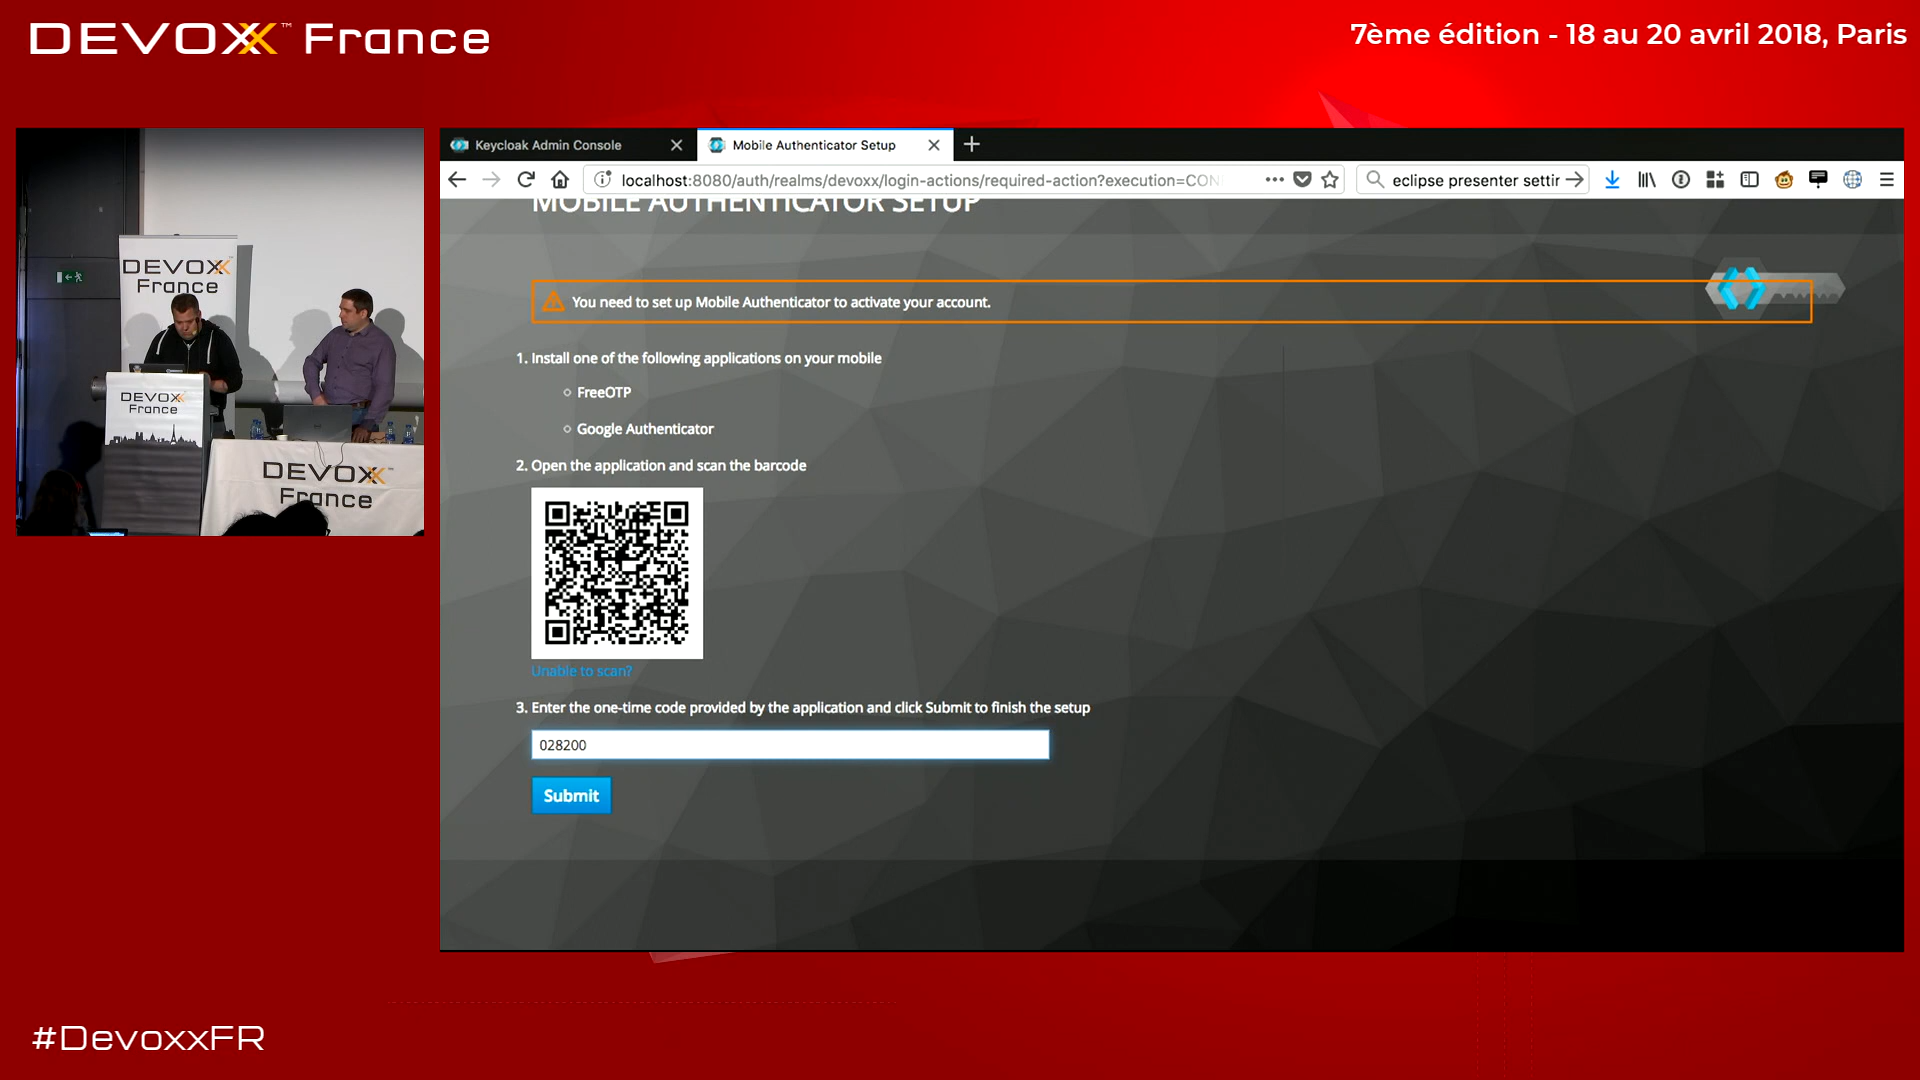 DEVOXX™ France
7ème édition - 18 au 20 avril 2018, Paris
DEVOXX™
France
DEVOXX
France
DEVOXX™
France
Keycloak Admin Console
Mobile Authenticator Setup
localhost:8080/auth/realms/devoxx/login-actions/required-action?execution=CON
eclipse presenter settir
MOBILE AUTHENTICATOR SETUP
You need to set up Mobile Authenticator to activate your account.
1. Install one of the following applications on your mobile
FreeOTP
Google Authenticator
2. Open the application and scan the barcode
Unable to scan?
3. Enter the one-time code provided by the application and click Submit to finish the setup
028200
Submit
#DevoxxFR